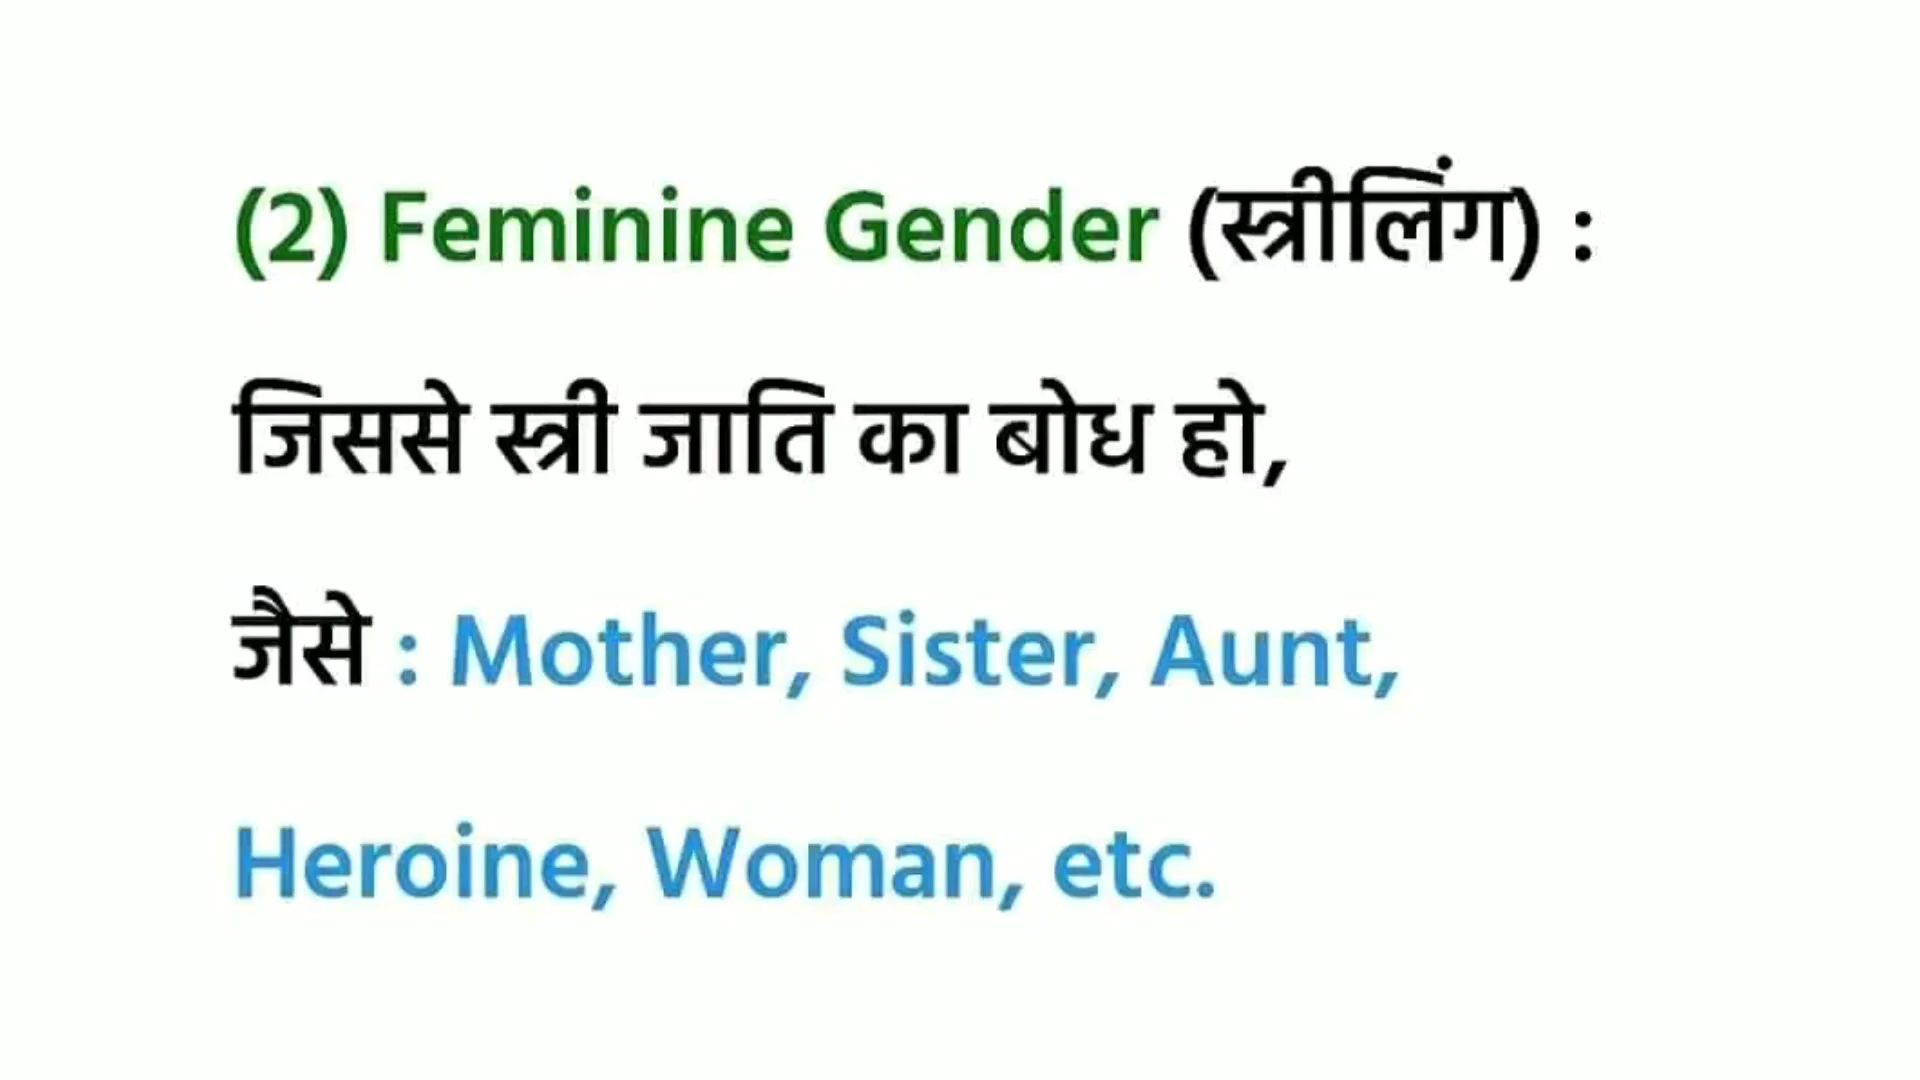 (2) Feminine Gender (स्त्रीलिंग) :
जिससे स्त्री जाति का बोध हो,
जैसे : Mother, Sister, Aunt,
Heroine, Woman, etc.